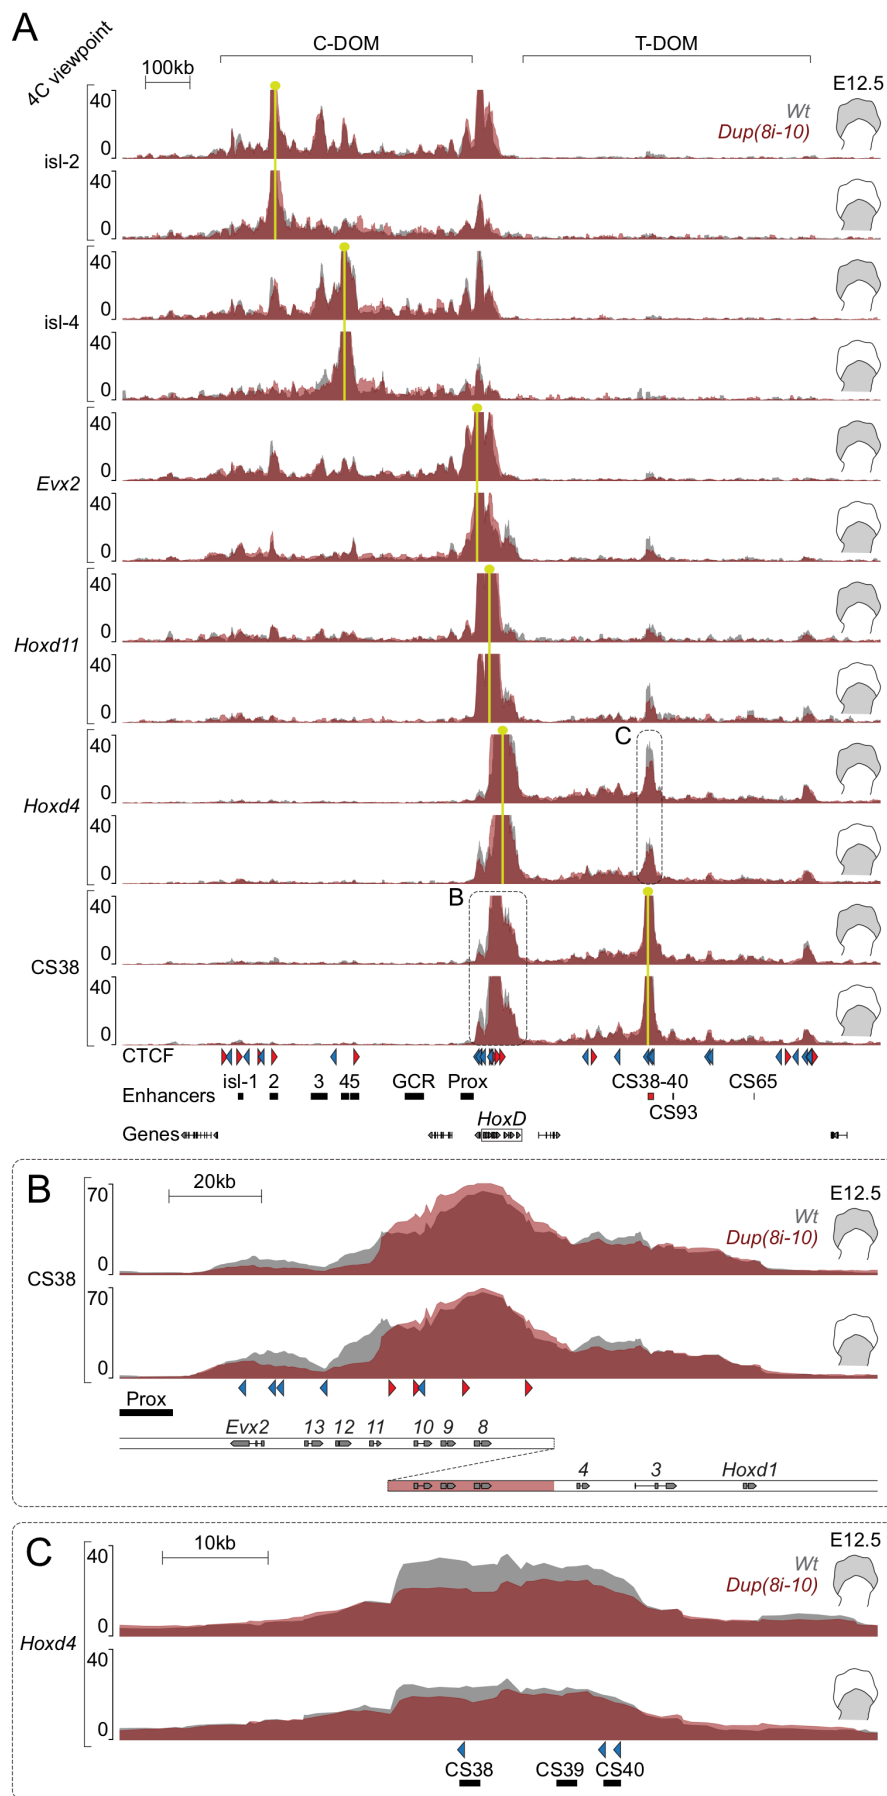 A
4C viewpoint
C-DOM
T-DOM
100kb
E12.5
Wt
Dup(8i-10)
isl-2
40
0
40
0
isl-4
40
0
40
0
Evx2
40
0
40
0
Hoxd11
40
0
40
0
Hoxd4
40
0
C
40
0
CS38
40
0
B
40
0
CTCF
Enhancers
isl-1 2 3 45 GCR Prox CS38-40 CS65
CS93
Genes
HoxD
B
20kb
E12.5
Wt
Dup(8i-10)
CS38
70
0
70
0
Prox
Evx2 13 12 11 10 9 8
4 3 Hoxd1
C
10kb
E12.5
Wt
Dup(8i-10)
Hoxd4
40
0
40
0
CS38 CS39 CS40